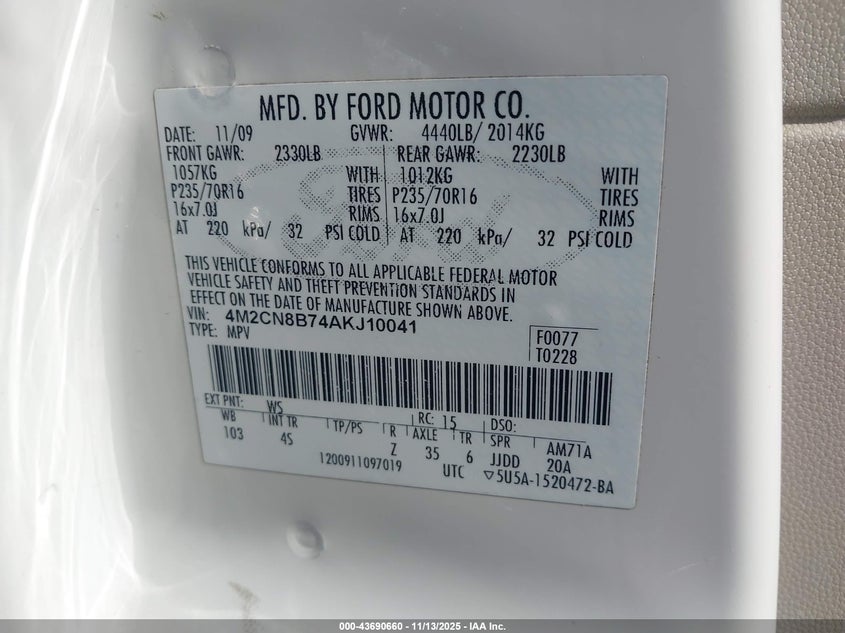 MFD. BY FORD MOTOR CO.
DATE: 11/09 GVWR: 4440LB/ 2014KG
FRONT GAWR: 2330LB REAR GAWR: 2230LB
1057KG WITH 1012KG WITH
P235/70R16 TIRES P235/70R16 TIRES
16x7.0J RIMS 16x7.0J RIMS
AT 220 kPa/ 32 PSI COLD AT 220 kPa/ 32 PSI COLD
THIS VEHICLE CONFORMS TO ALL APPLICABLE FEDERAL MOTOR
VEHICLE SAFETY AND THEFT PREVENTION STANDARDS IN
EFFECT ON THE DATE OF MANUFACTURE SHOWN ABOVE.
VIN: 4M2CN8B74AKJ10041
TYPE: MPV
F0077
T0228
EXT PNT: WS RC: 15 DSO:
WB INT TR TP/PS R AXLE TR SPR AM71A
103 4S Z 35 6 JJDD 20A
1200911097019 UTC ▽5U5A-1520472-BA
000-43690660 - 11/13/2025 - IAA Inc.